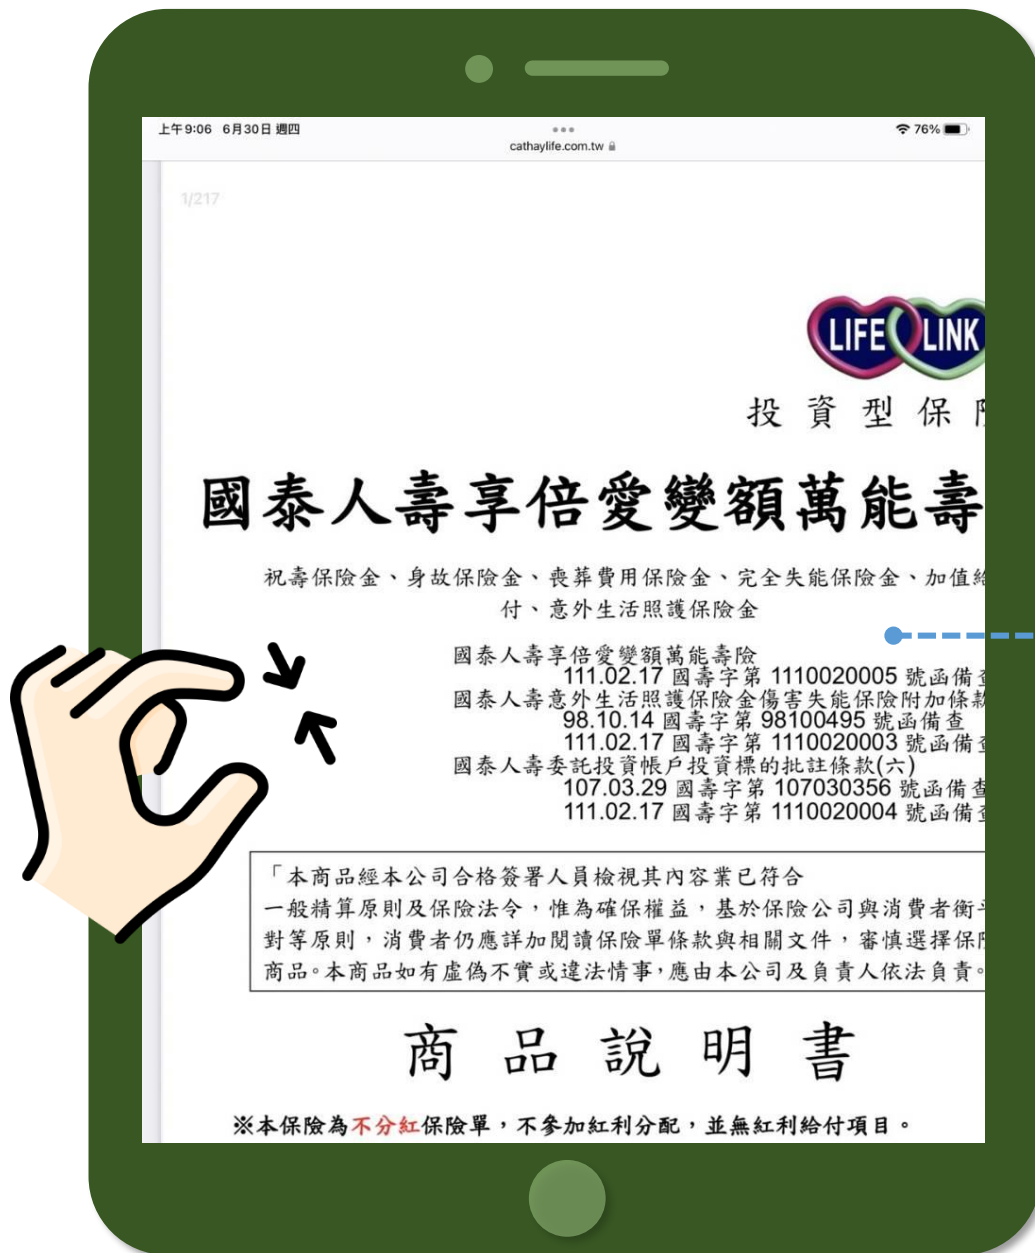 上午9:06 6月30日 週四
76%
cathaylife.com.tw
1/217
LIFE LINK
投資型保
國泰人壽享倍愛變額萬能壽
祝壽保險金、身故保險金、喪葬費用保險金、完全失能保險金、加值給
付、意外生活照護保險金
國泰人壽享倍愛變額萬能壽險
111.02.17 國壽字第 1110020005 號函備查
國泰人壽意外生活照護保險金傷害失能保險附加條款
98.10.14 國壽字第 98100495 號函備查
111.02.17 國壽字第 1110020003 號函備查
國泰人壽委託投資帳戶投資標的批註條款(六)
107.03.29 國壽字第 107030356 號函備查
111.02.17 國壽字第 1110020004 號函備查
「本商品經本公司合格簽署人員檢視其內容業已符合
一般精算原則及保險法令,惟為確保權益,基於保險公司與消費者衡平
對等原則,消費者仍應詳加閱讀保險單條款與相關文件,審慎選擇保險
商品。本商品如有虛偽不實或違法情事,應由本公司及負責人依法負責。
商品說明書
※本保險為不分紅保險單,不參加紅利分配,並無紅利給付項目。